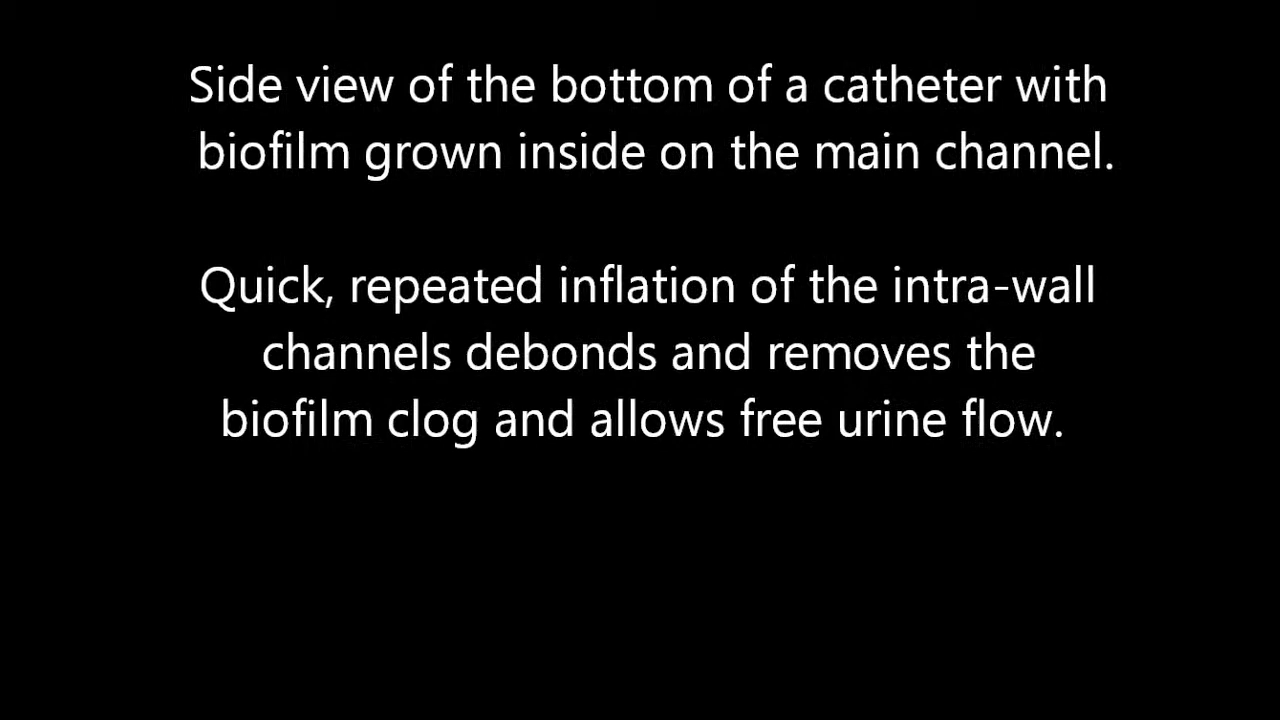 Side view of the bottom of a catheter with
biofilm grown inside on the main channel.
Quick, repeated inflation of the intra-wall
channels debonds and removes the
biofilm clog and allows free urine flow.